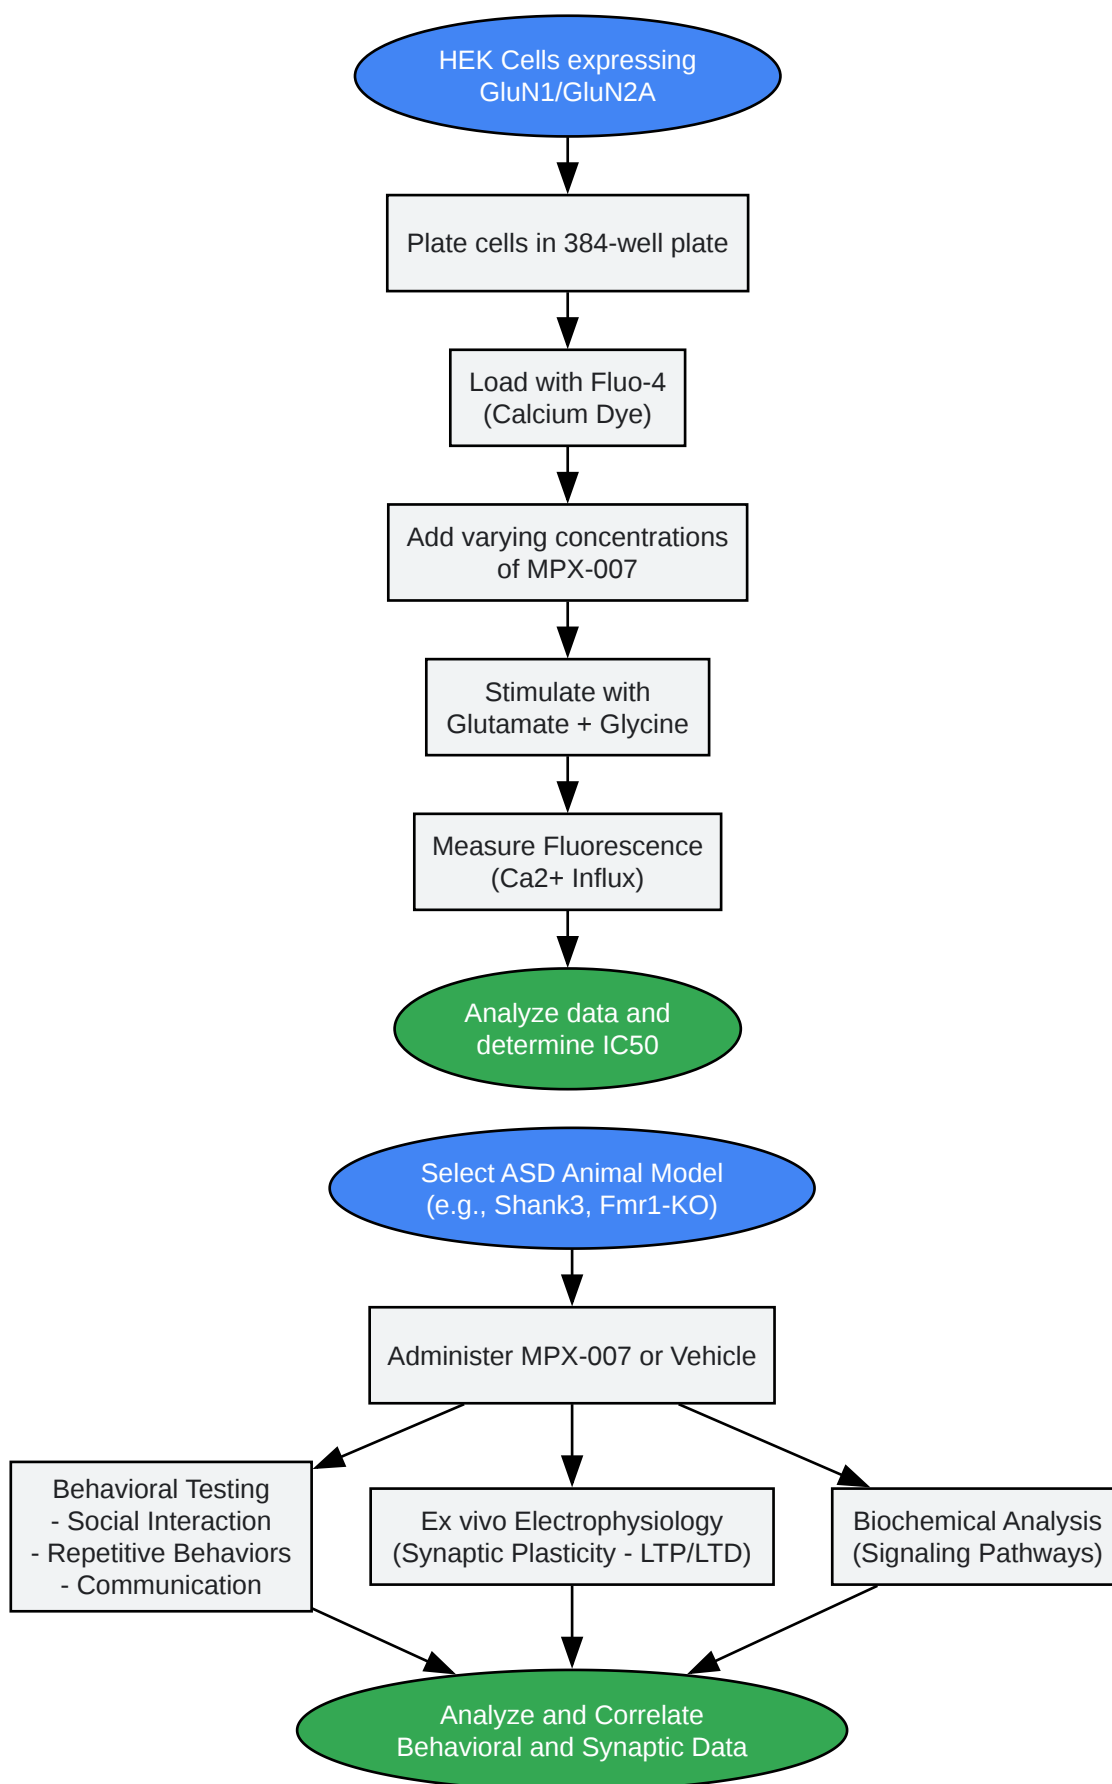 HEK Cells expressing
GluN1/GluN2A
Plate cells in 384-well plate
Load with Fluo-4
(Calcium Dye)
Add varying concentrations
of MPX-007
Stimulate with
Glutamate + Glycine
Measure Fluorescence
(Ca2+ Influx)
Analyze data and
determine IC50
Select ASD Animal Model
(e.g., Shank3, Fmr1-KO)
Administer MPX-007 or Vehicle
Behavioral Testing
- Social Interaction
- Repetitive Behaviors
- Communication
Ex vivo Electrophysiology
(Synaptic Plasticity - LTP/LTD)
Biochemical Analysis
(Signaling Pathways)
Analyze and Correlate
Behavioral and Synaptic Data